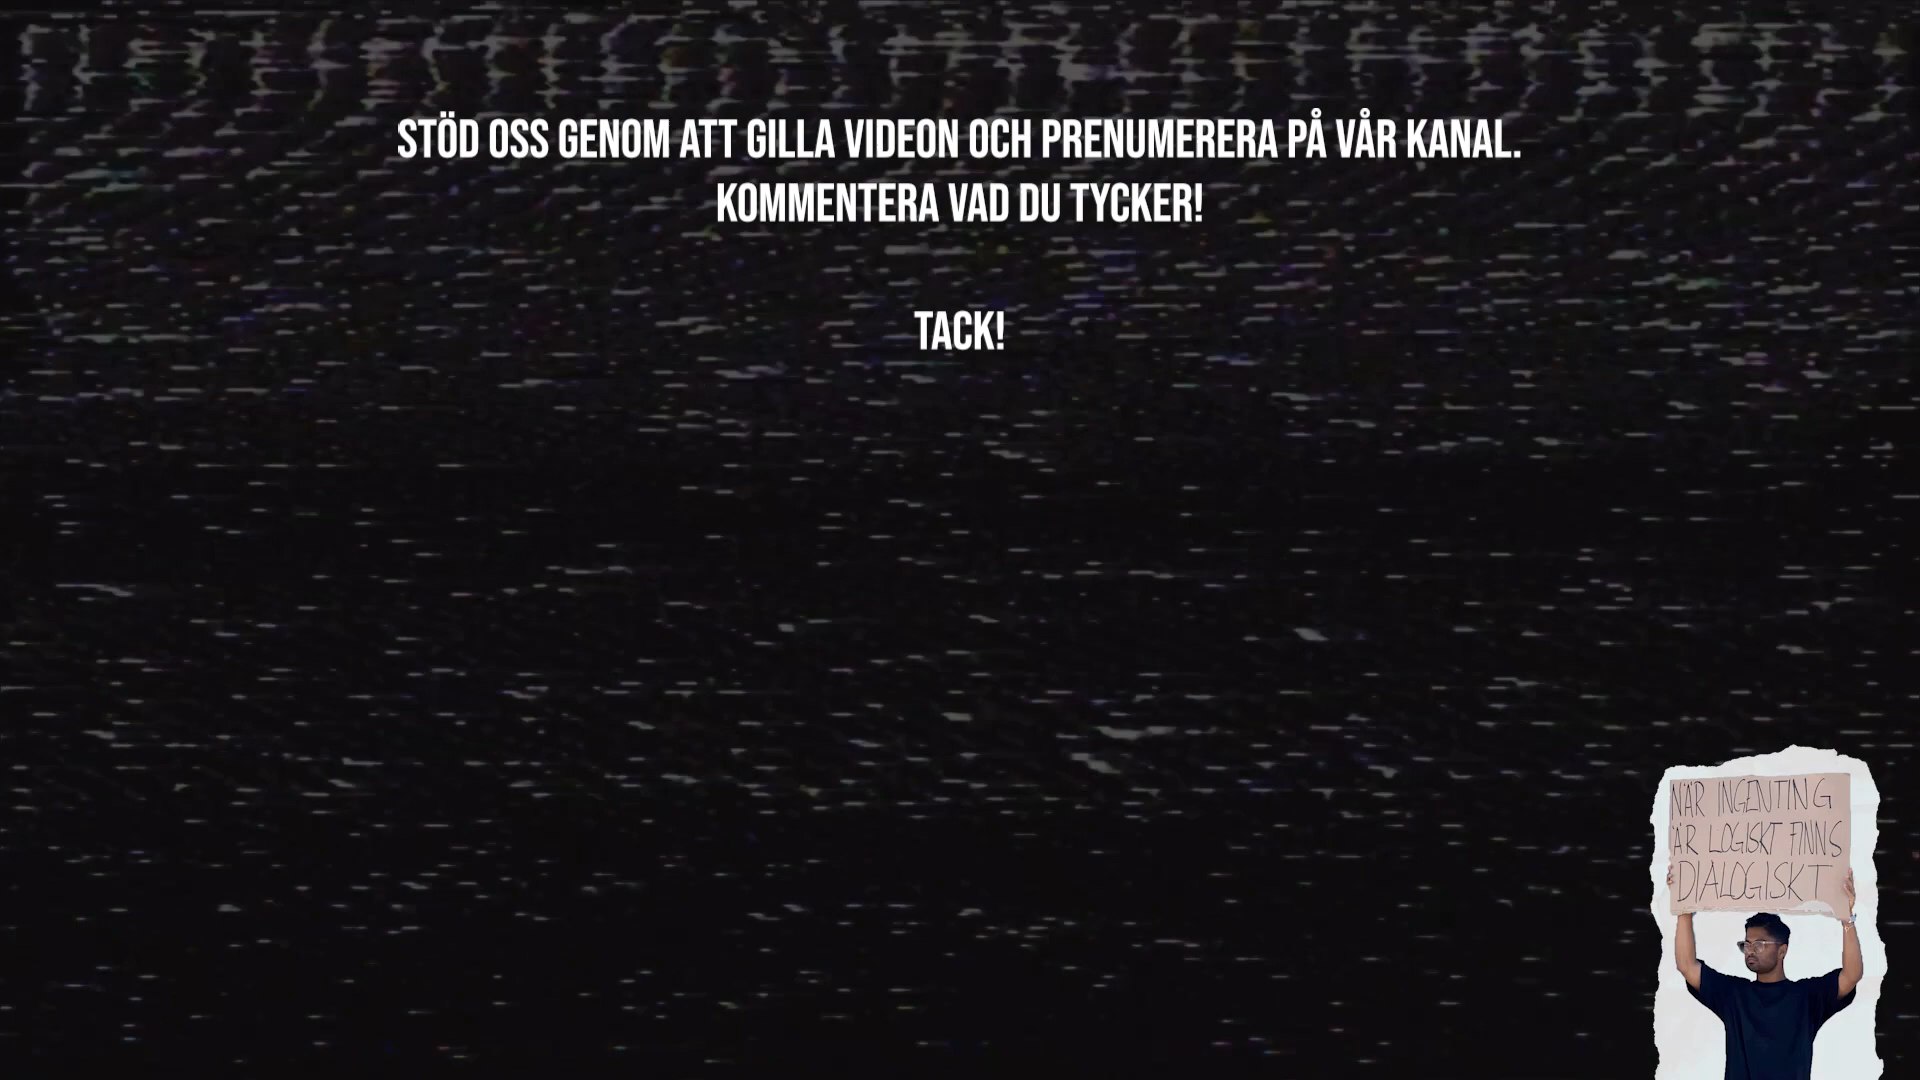 STÖD OSS GENOM ATT GILLA VIDEON OCH PRENUMERERA PÅ VÅR KANAL.
KOMMENTERA VAD DU TYCKER!
TACK!
NÄR INGENTING
ÄR LOGISKT FINNS
DIALOGISKT